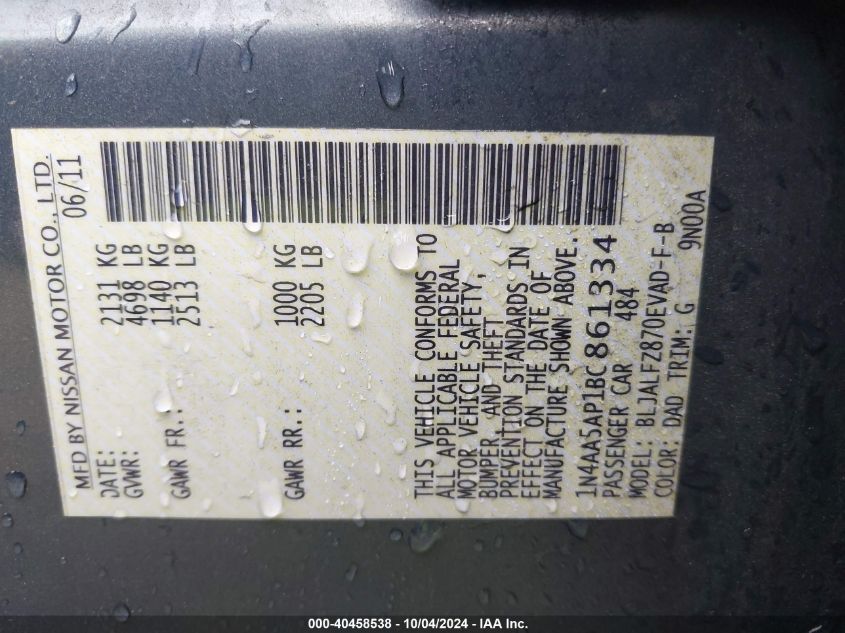 MFD BY NISSAN MOTOR CO., LTD.
DATE: 06/11
GVWR: 2131 KG
4698 LB
GAWR FR.: 1140 KG
2513 LB
GAWR RR.: 1000 KG
2205 LB
THIS VEHICLE CONFORMS TO
ALL APPLICABLE FEDERAL
MOTOR VEHICLE SAFETY,
BUMPER, AND THEFT
PREVENTION STANDARDS IN
EFFECT ON THE DATE OF
MANUFACTURE SHOWN ABOVE.
1N4AA5AP1BC861334
PASSENGER CAR 484
MODEL: BLJALFZ870EVAD-F-B
COLOR: DAD TRIM: G 9N00A
000-40458538 - 10/04/2024 - IAA Inc.